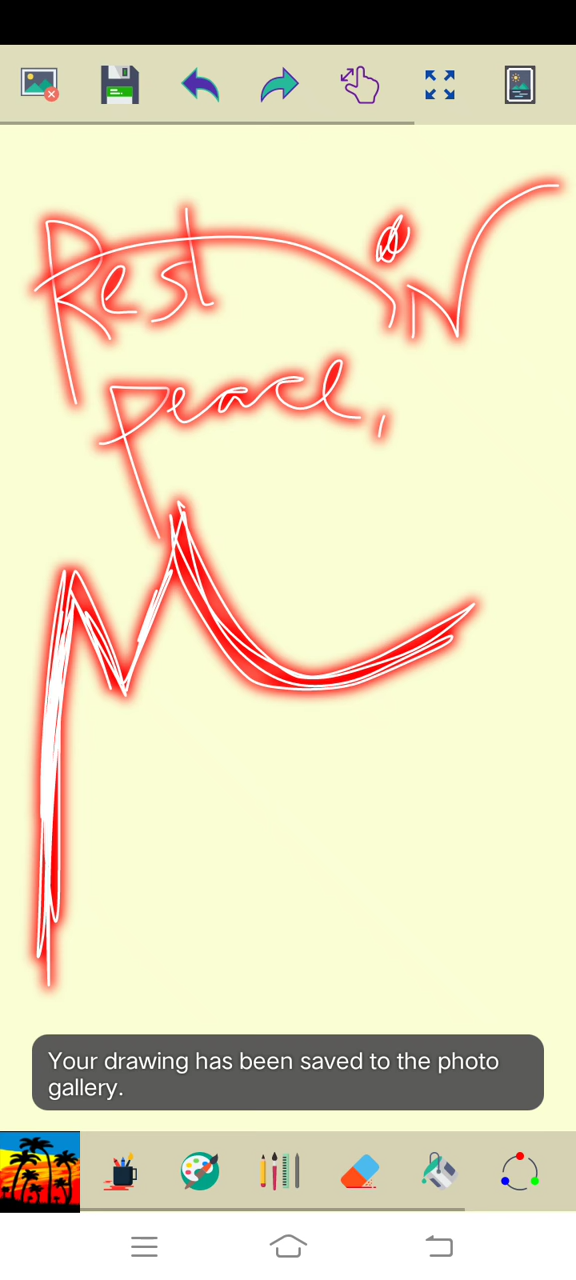 Rest in
peace,
M
Your drawing has been saved to the photo
gallery.